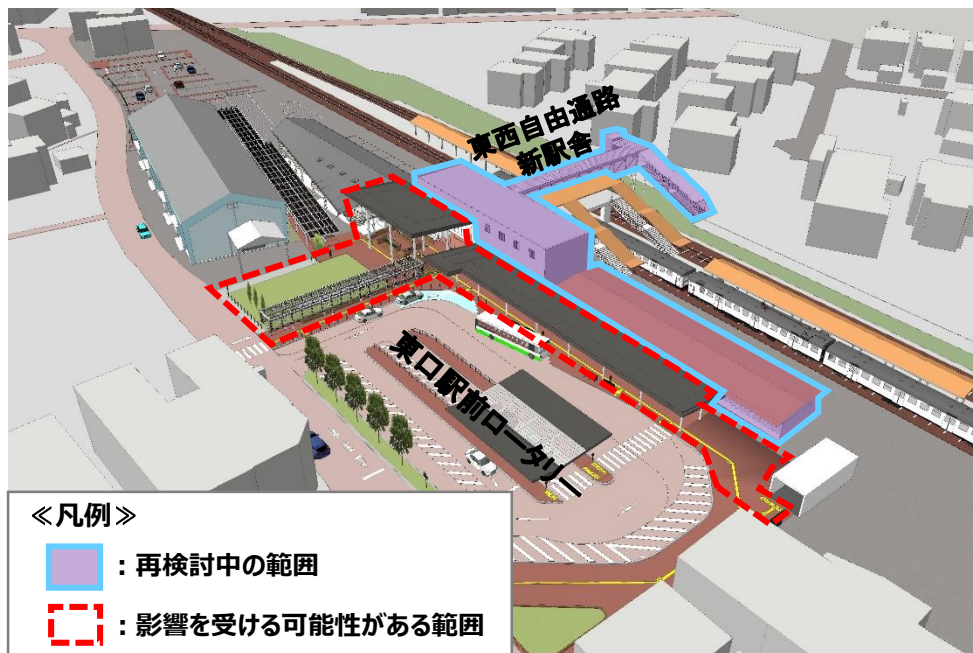 東西自由通路
新駅舎
東口駅前ロータリー
≪凡例≫
：再検討中の範囲
：影響を受ける可能性がある範囲